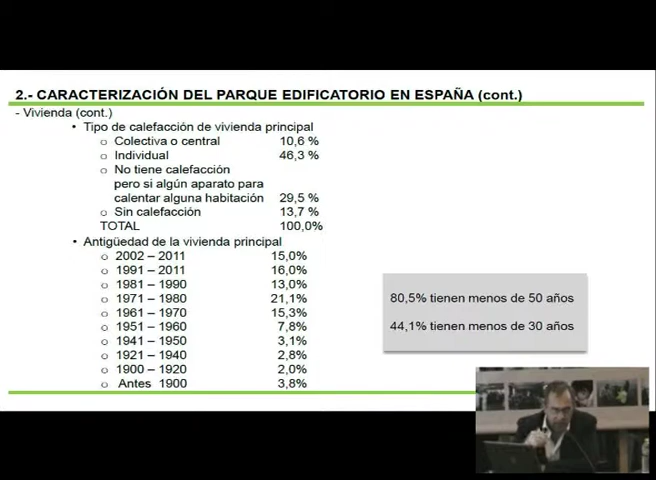 2.- CARACTERIZACIÓN DEL PARQUE EDIFICATORIO EN ESPAÑA (cont.)
- Vivienda (cont.)
• Tipo de calefacción de vivienda principal
o Colectiva o central 10,6 %
o Individual 46,3 %
o No tiene calefacción
pero si algún aparato para
calentar alguna habitación 29,5 %
o Sin calefacción 13,7 %
TOTAL 100,0%
• Antigüedad de la vivienda principal
o 2002 – 2011 15,0%
o 1991 – 2011 16,0%
o 1981 – 1990 13,0%
o 1971 – 1980 21,1%
o 1961 – 1970 15,3%
o 1951 – 1960 7,8%
o 1941 – 1950 3,1%
o 1921 – 1940 2,8%
o 1900 – 1920 2,0%
o Antes 1900 3,8%
80,5% tienen menos de 50 años
44,1% tienen menos de 30 años